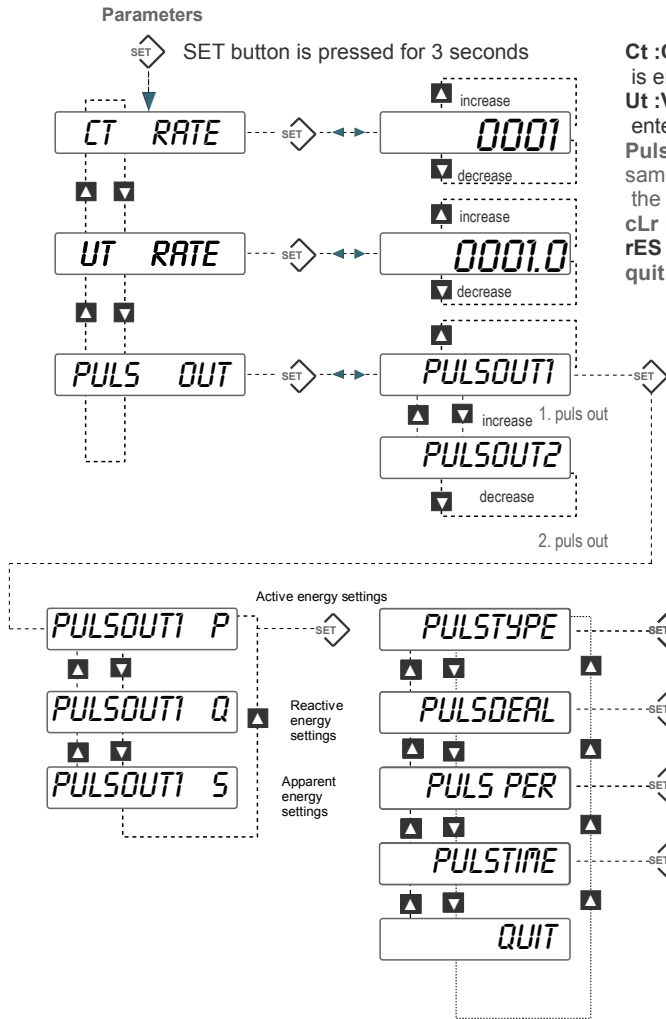 Parameters
SET SET button is pressed for 3 seconds
CT RATE SET 0001
increase
decrease
UT RATE SET 0001.0
increase
decrease
PULS OUT SET PULSOUT1 SET
increase 1. puls out
PULSOUT2
decrease
2. puls out
Ct :
is
Ut :
Puls
the
cLr
rES
quit
Active energy settings
PULSOUT1 P SET
PULSOUT1 Q
Reactive
energy
settings
PULSOUT1 S
Apparent
energy
settings
PULSTYPE SET
PULSDEAL SET
PULS PER SET
PULSTIME SET
QUIT